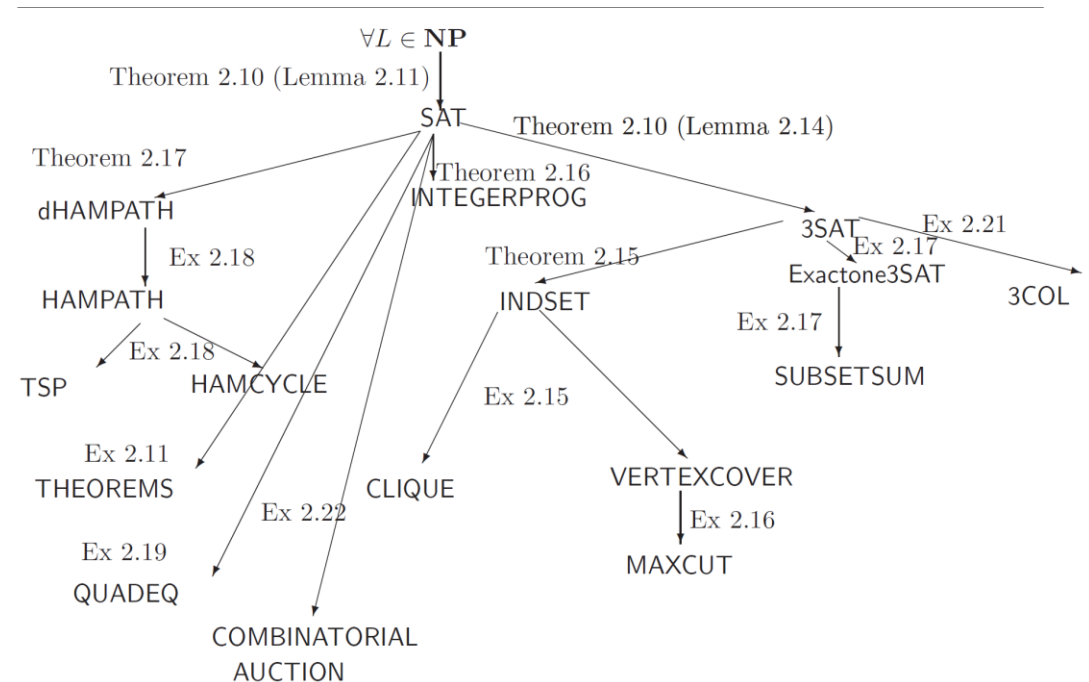 ∀L ∈ NP
Theorem 2.10 (Lemma 2.11)
SAT
Theorem 2.10 (Lemma 2.14)
Theorem 2.17
Theorem 2.16
INTEGERPROG
dHAMPATH
3SAT
Ex 2.21
Ex 2.17
Ex 2.18
Theorem 2.15
Exactone3SAT
HAMPATH
INDSET
3COL
Ex 2.17
Ex 2.18
TSP
HAMCYCLE
SUBSETSUM
Ex 2.15
Ex 2.11
THEOREMS
CLIQUE
VERTEXCOVER
Ex 2.22
Ex 2.16
Ex 2.19
MAXCUT
QUADEQ
COMBINATORIAL
AUCTION